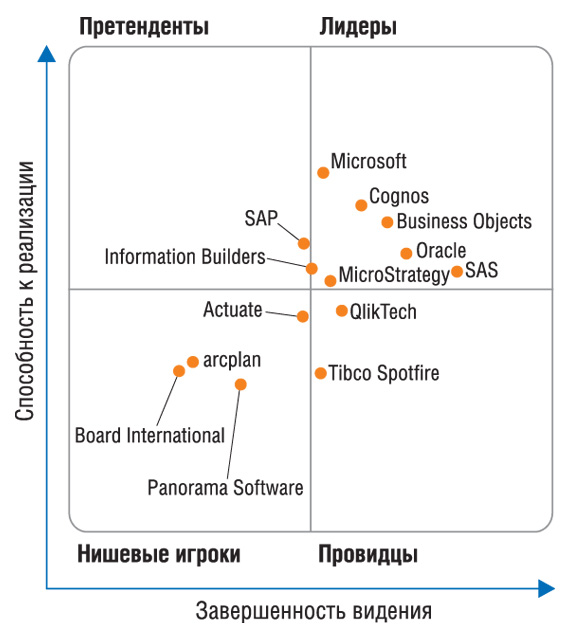 Претенденты
Лидеры
Microsoft
Cognos
SAP
Business Objects
Information Builders
Oracle
MicroStrategy
SAS
Actuate
QlikTech
arcplan
Tibco Spotfire
Board International
Panorama Software
Нишевые игроки
Провидцы
Способность к реализации
Завершенность видения